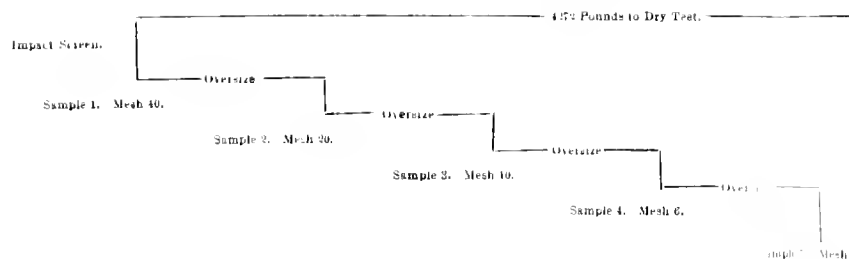 Pounds to Dry Test.
Impact Screen.
Oversize
Sample 1. Mesh 40.
Oversize
Sample 2. Mesh 20.
Oversize
Sample 3. Mesh 10.
Sample 4. Mesh 6.
Mesh